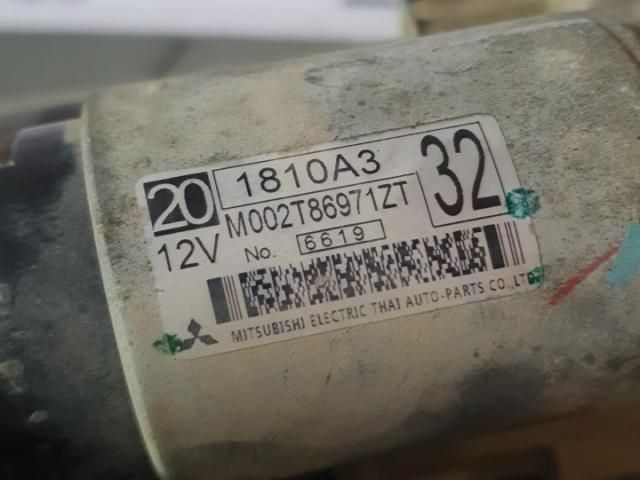 20 1810A3 32
M002T86971ZT
12V No. 6619
MITSUBISHI ELECTRIC THAI AUTO-PARTS CO.,LTD.